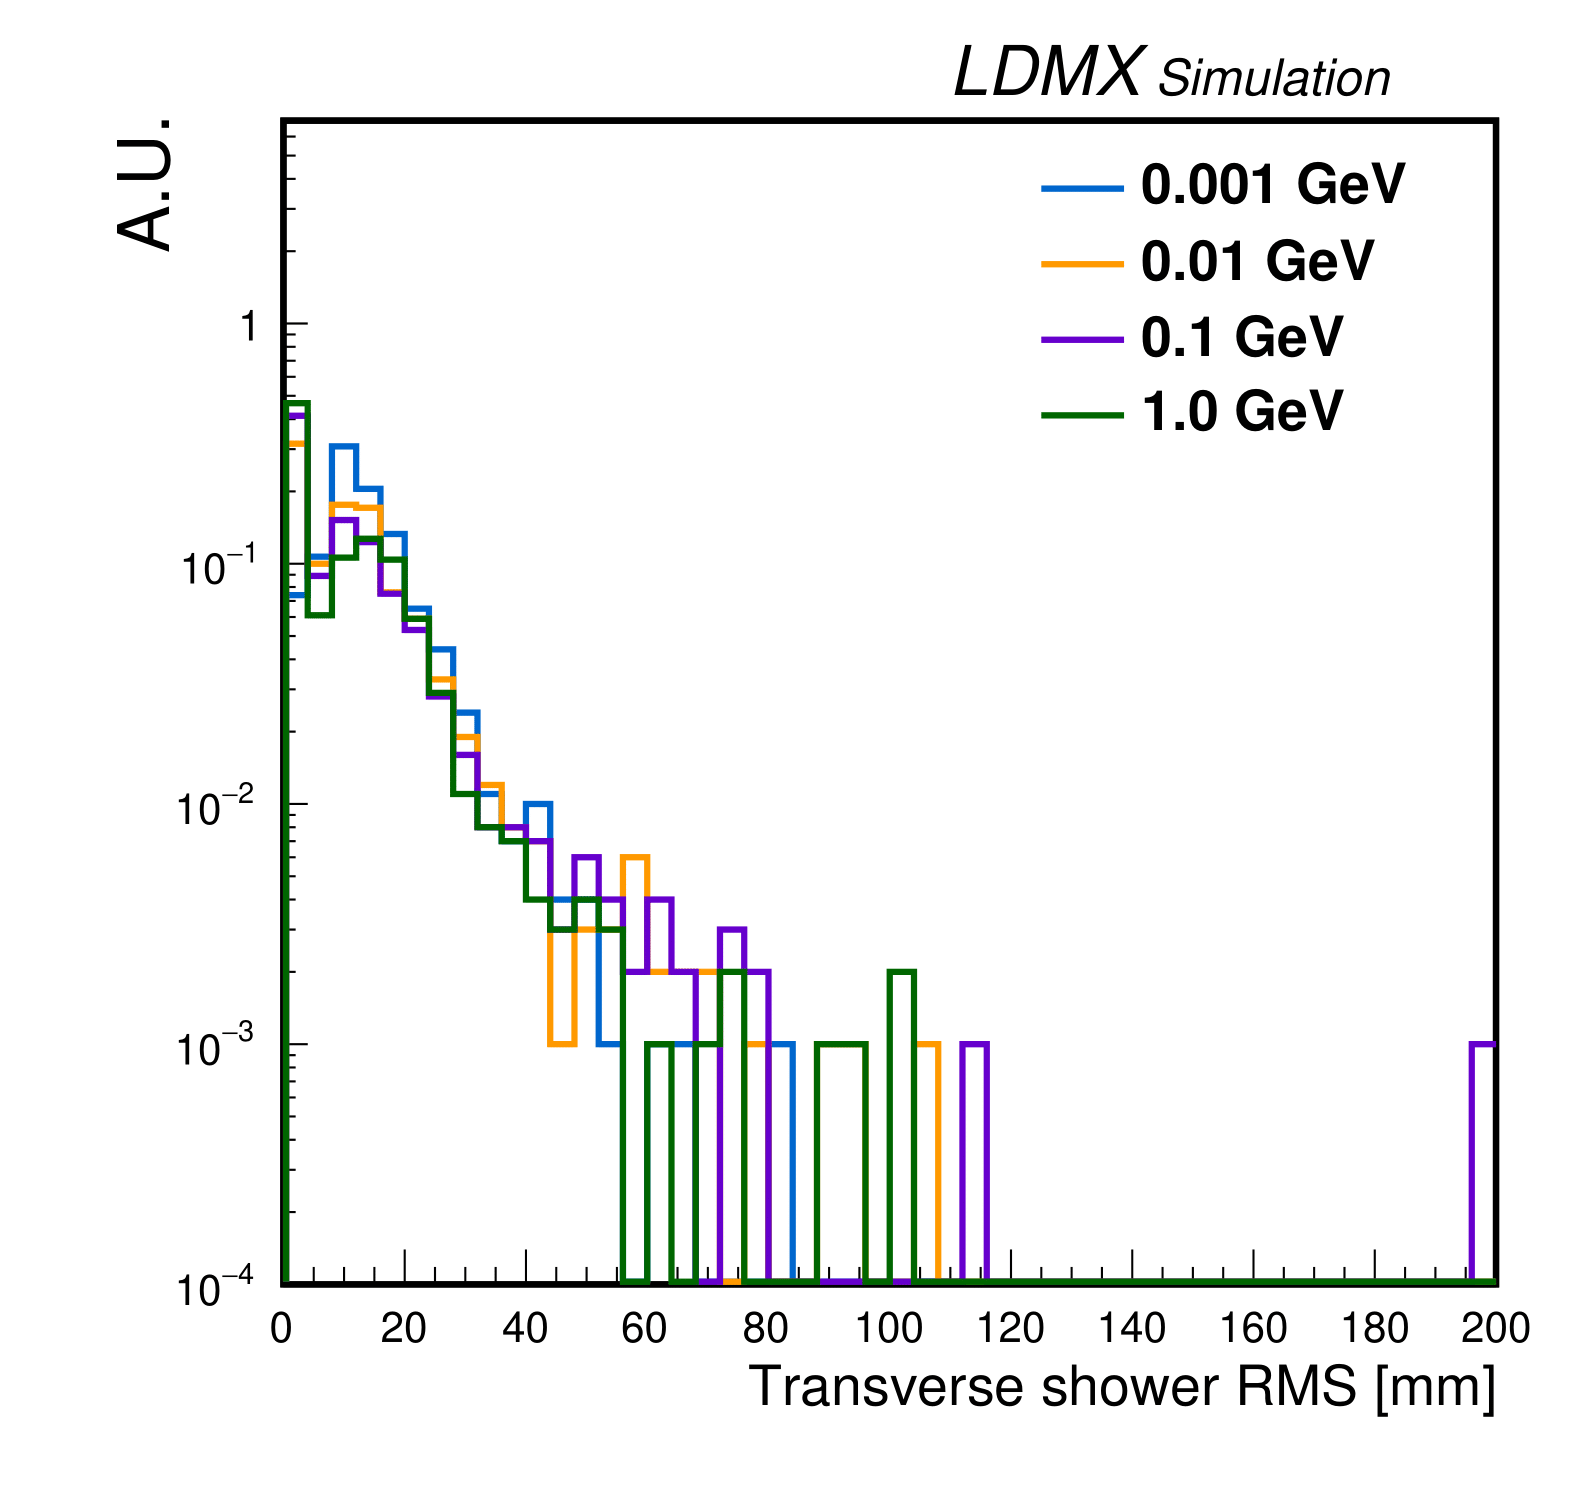 LDMX Simulation
A.U.
0.001 GeV
0.01 GeV
0.1 GeV
1.0 GeV
1
10⁻¹
10⁻²
10⁻³
10⁻⁴
0 20 40 60 80 100 120 140 160 180 200
Transverse shower RMS [mm]